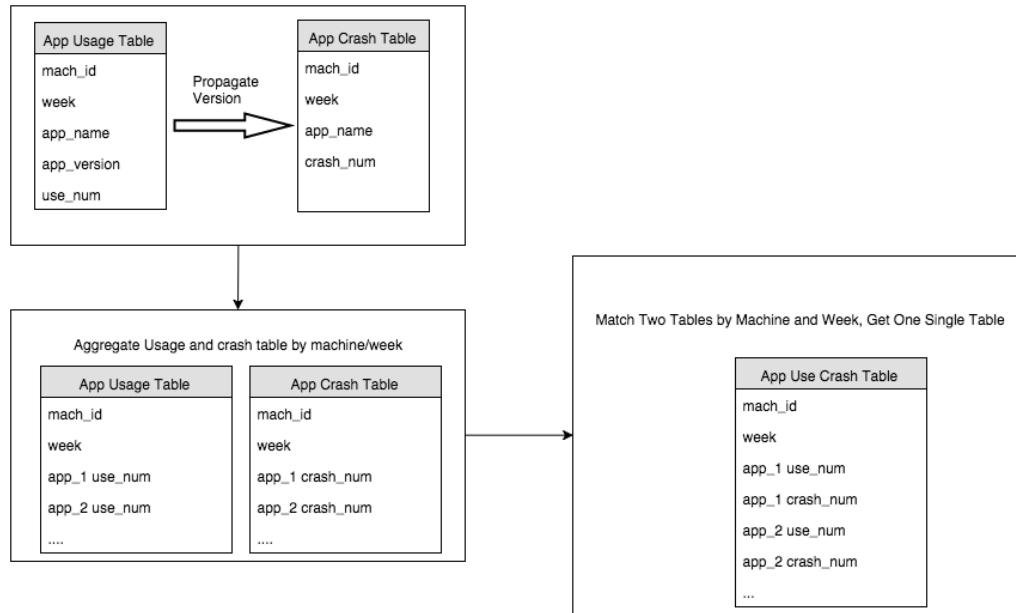 App Usage Table
mach_id
week
app_name
app_version
use_num
Propagate
Version
App Crash Table
mach_id
week
app_name
crash_num
Aggregate Usage and crash table by machine/week
App Usage Table
mach_id
week
app_1 use_num
app_2 use_num
....
App Crash Table
mach_id
week
app_1 crash_num
app_2 crash_num
....
Match Two Tables by Machine and Week, Get One Single Table
App Use Crash Table
mach_id
week
app_1 use_num
app_1 crash_num
app_2 use_num
app_2 crash_num
...